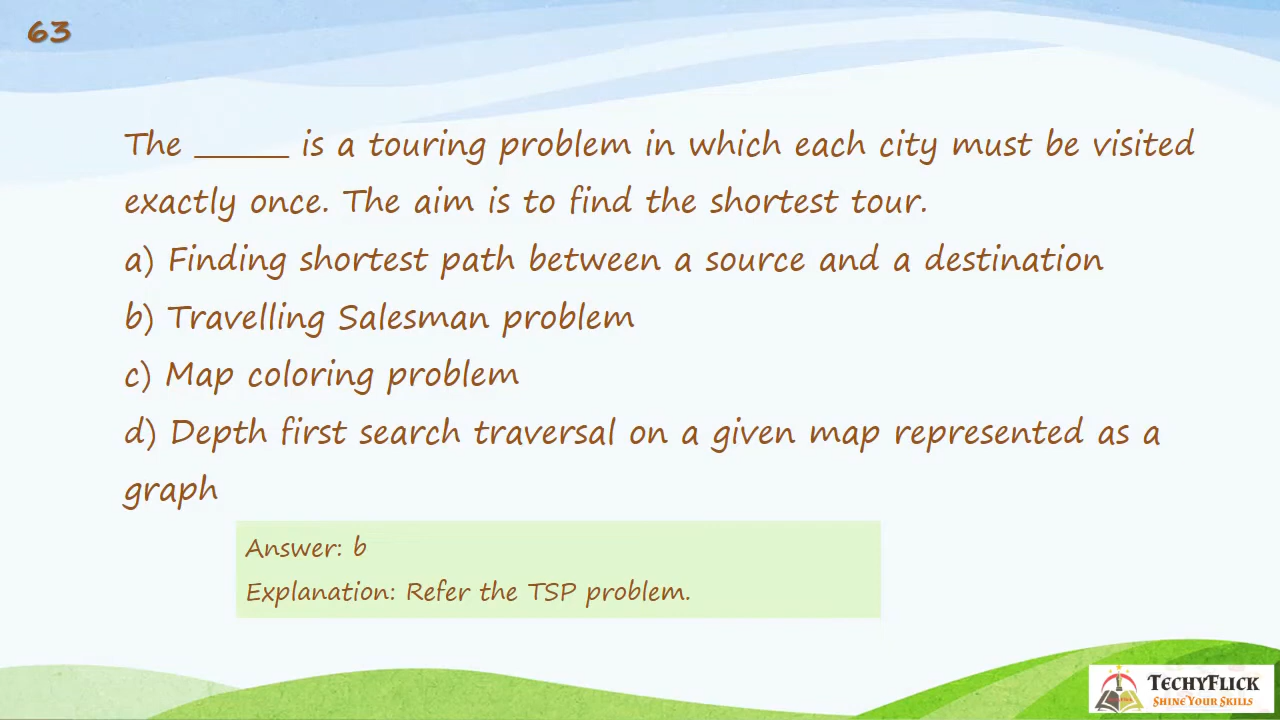 63
The ______ is a touring problem in which each city must be visited
exactly once. The aim is to find the shortest tour.
a) Finding shortest path between a source and a destination
b) Travelling Salesman problem
c) Map coloring problem
d) Depth first search traversal on a given map represented as a
graph
Answer: b
Explanation: Refer the TSP problem.
TECHYFLICK
SHINE YOUR SKILLS